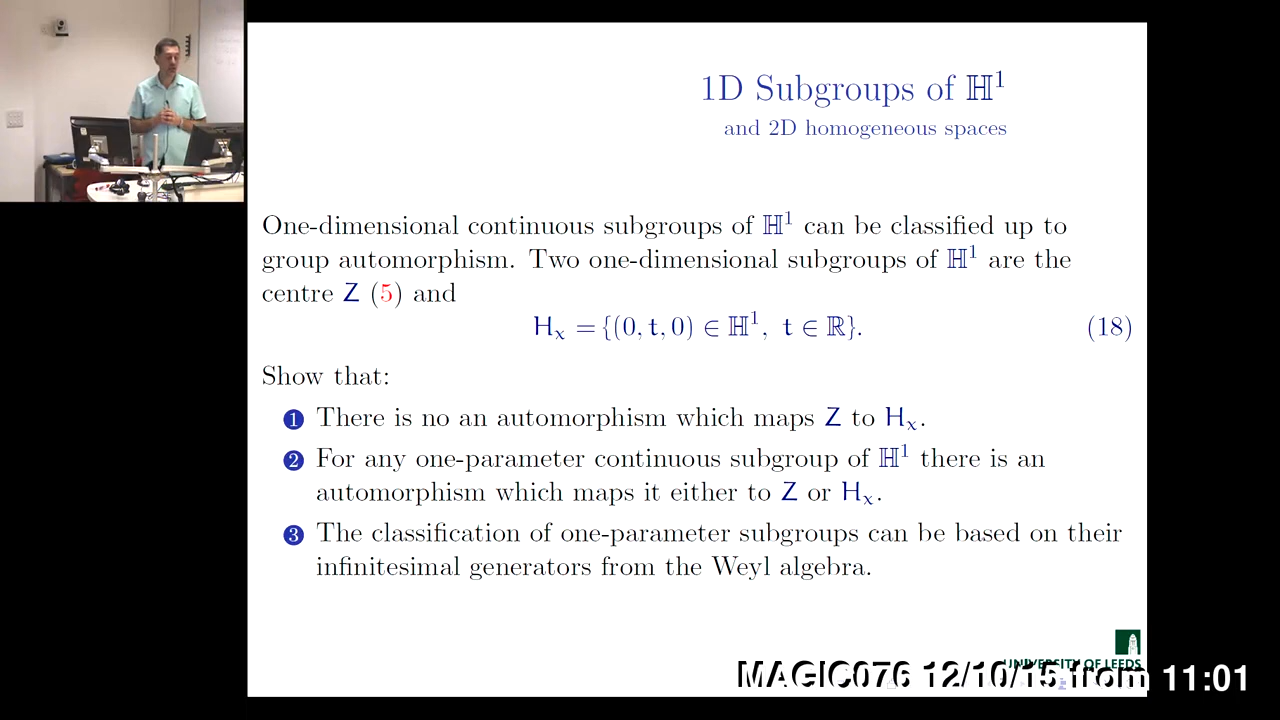 1D Subgroups of ℍ¹
and 2D homogeneous spaces
One-dimensional continuous subgroups of ℍ¹ can be classified up to
group automorphism. Two one-dimensional subgroups of ℍ¹ are the
centre Z (5) and
Hₓ = {(0, t, 0) ∈ ℍ¹, t ∈ ℝ}. (18)
Show that:
1 There is no an automorphism which maps Z to Hₓ.
2 For any one-parameter continuous subgroup of ℍ¹ there is an
automorphism which maps it either to Z or Hₓ.
3 The classification of one-parameter subgroups can be based on their
infinitesimal generators from the Weyl algebra.
UNIVERSITY OF LEEDS
MAGIC076 12/10/15 from 11:01